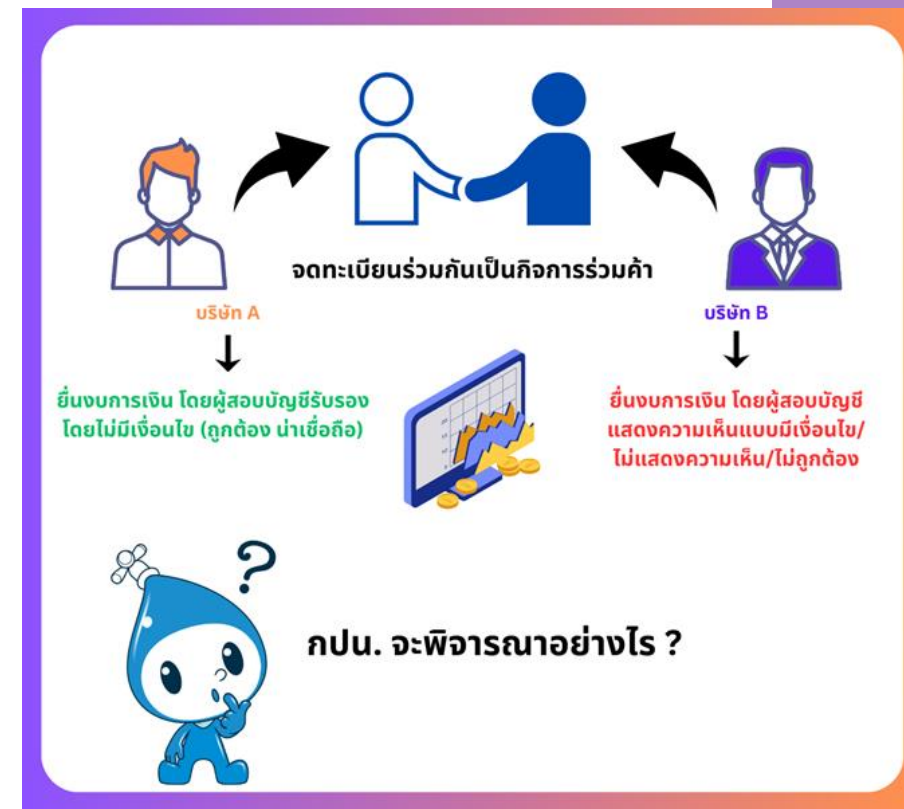 จดทะเบียนร่วมกันเป็นกิจการร่วมค้า
บริษัท A
บริษัท B
ยื่นงบการเงิน โดยผู้สอบบัญชีรับรอง
โดยไม่มีเงื่อนไข (ถูกต้อง น่าเชื่อถือ)
ยื่นงบการเงิน โดยผู้สอบบัญชี
แสดงความเห็นแบบมีเงื่อนไข/
ไม่แสดงความเห็น/ไม่ถูกต้อง
?
กปน. จะพิจารณาอย่างไร ?